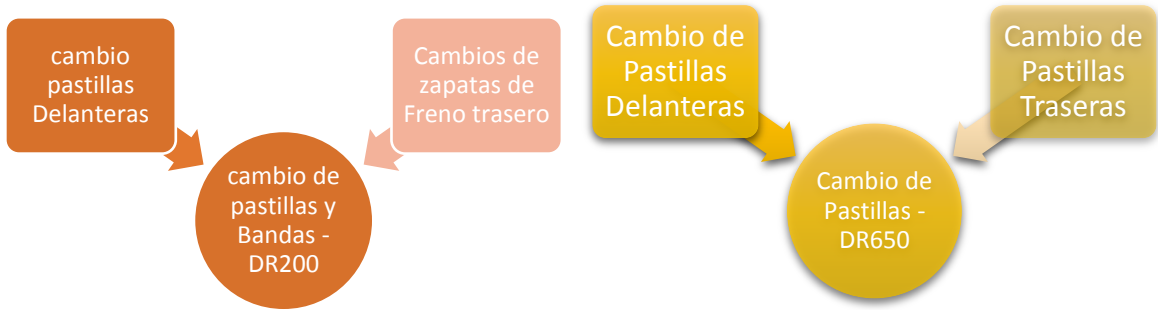 cambio
pastillas
Delanteras
Cambios de
zapatas de
Freno trasero
cambio de
pastillas y
Bandas -
DR200
Cambio de
Pastillas
Delanteras
Cambio de
Pastillas
Traseras
Cambio de
Pastillas -
DR650